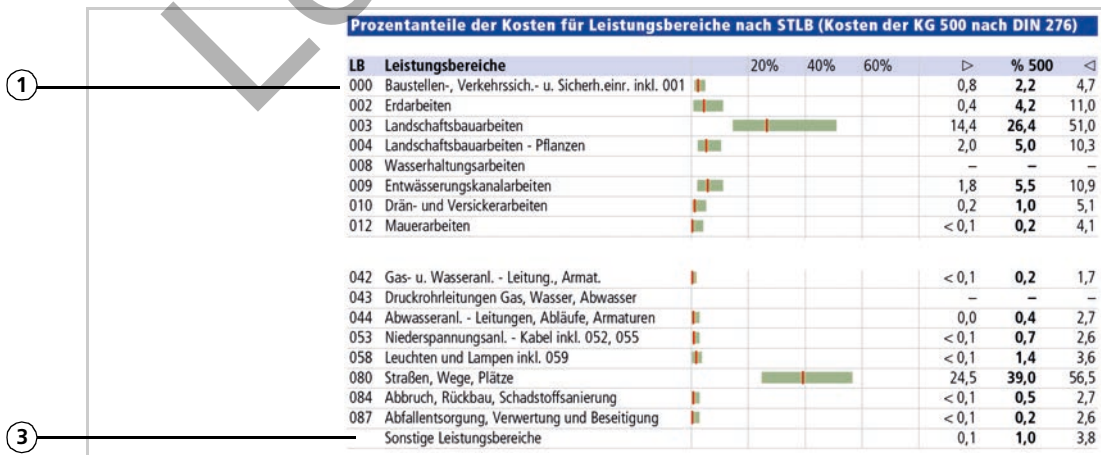 Prozentanteile der Kosten für Leistungsbereiche nach STLB (Kosten der KG 500 nach DIN 276)
LB Leistungsbereiche 20% 40% 60% ▷ % 500 ◁
1
000 Baustellen-, Verkehrssich.- u. Sicherh.einr. inkl. 001 0,8 2,2 4,7
002 Erdarbeiten 0,4 4,2 11,0
003 Landschaftsbauarbeiten 14,4 26,4 51,0
004 Landschaftsbauarbeiten - Pflanzen 2,0 5,0 10,3
008 Wasserhaltungsarbeiten – – –
009 Entwässerungskanalarbeiten 1,8 5,5 10,9
010 Drän- und Versickerarbeiten 0,2 1,0 5,1
012 Mauerarbeiten < 0,1 0,2 4,1
042 Gas- u. Wasseranl. - Leitung., Armat. < 0,1 0,2 1,7
043 Druckrohrleitungen Gas, Wasser, Abwasser – – –
044 Abwasseranl. - Leitungen, Abläufe, Armaturen 0,0 0,4 2,7
053 Niederspannungsanl. - Kabel inkl. 052, 055 < 0,1 0,7 2,6
058 Leuchten und Lampen inkl. 059 < 0,1 1,4 3,6
080 Straßen, Wege, Plätze 24,5 39,0 56,5
084 Abbruch, Rückbau, Schadstoffsanierung < 0,1 0,5 2,7
087 Abfallentsorgung, Verwertung und Beseitigung < 0,1 0,2 2,6
3
Sonstige Leistungsbereiche 0,1 1,0 3,8